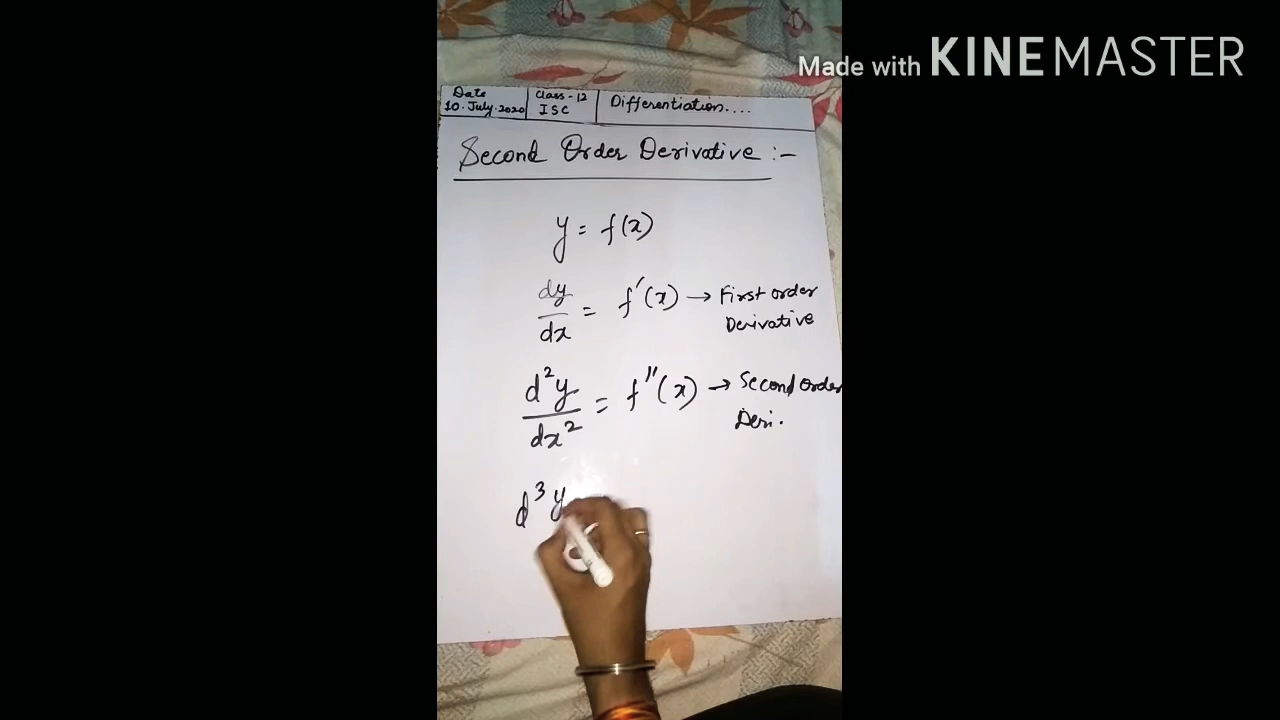 Made with KINEMASTER
Date
10. July. 2020
Class - 12
ISC
Differentiation....
Second Order Derivative :-
y = f(x)
dy/dx = f'(x) → First order
Derivative
d²y/dx² = f''(x) → Second order
Deri.
d³y